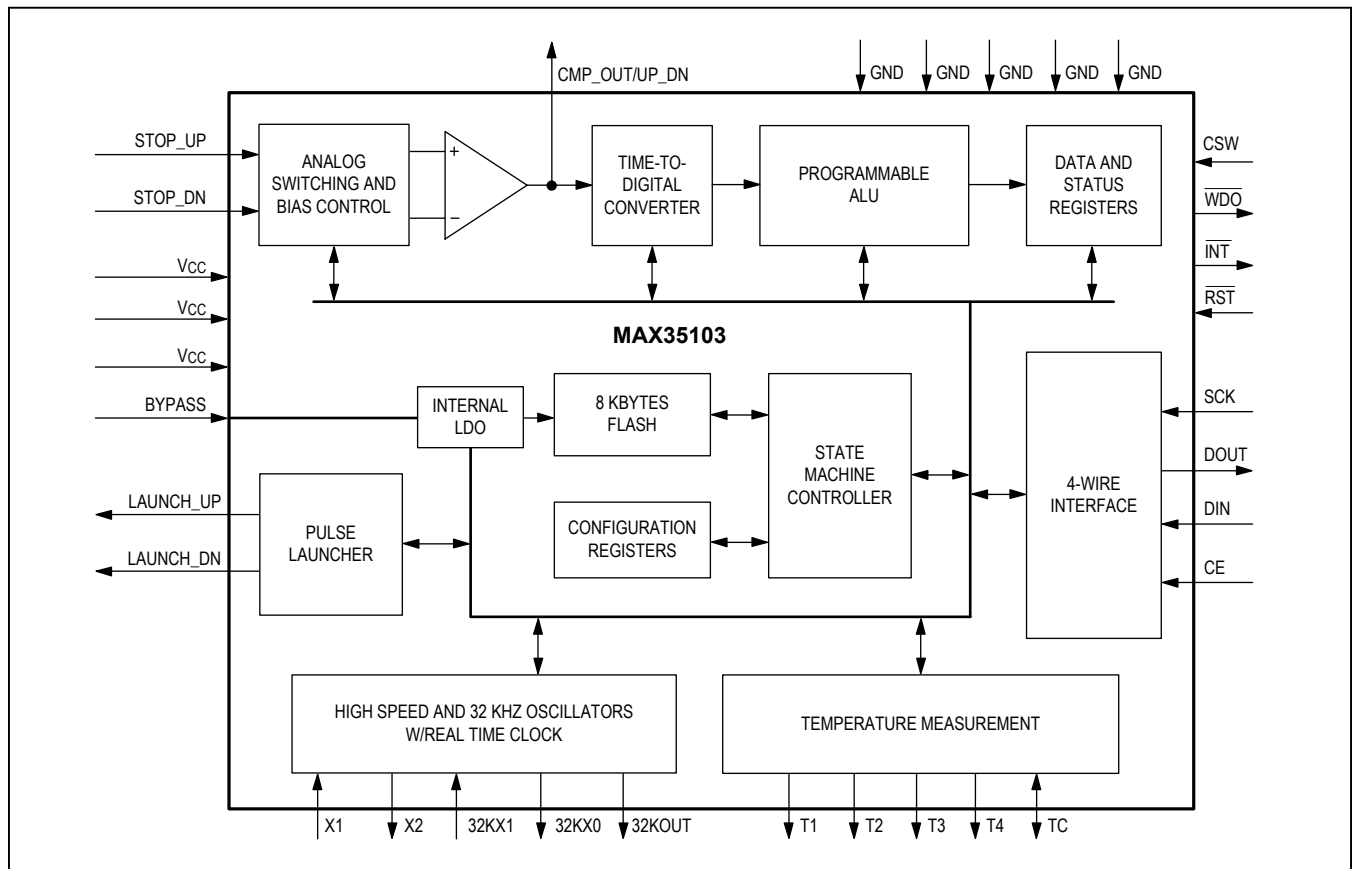 CMP_OUT/UP_DN
GND
GND
GND
GND
GND
STOP_UP
STOP_DN
VCC
VCC
VCC
BYPASS
LAUNCH_UP
LAUNCH_DN
ANALOG
SWITCHING AND
BIAS CONTROL
+
−
TIME-TO-
DIGITAL
CONVERTER
PROGRAMMABLE
ALU
DATA AND
STATUS
REGISTERS
CSW
WDO
INT
RST
MAX35103
INTERNAL
LDO
8 KBYTES
FLASH
STATE
MACHINE
CONTROLLER
CONFIGURATION
REGISTERS
PULSE
LAUNCHER
4-WIRE
INTERFACE
SCK
DOUT
DIN
CE
HIGH SPEED AND 32 KHZ OSCILLATORS
W/REAL TIME CLOCK
TEMPERATURE MEASUREMENT
X1
X2
32KX1
32KX0
32KOUT
T1
T2
T3
T4
TC